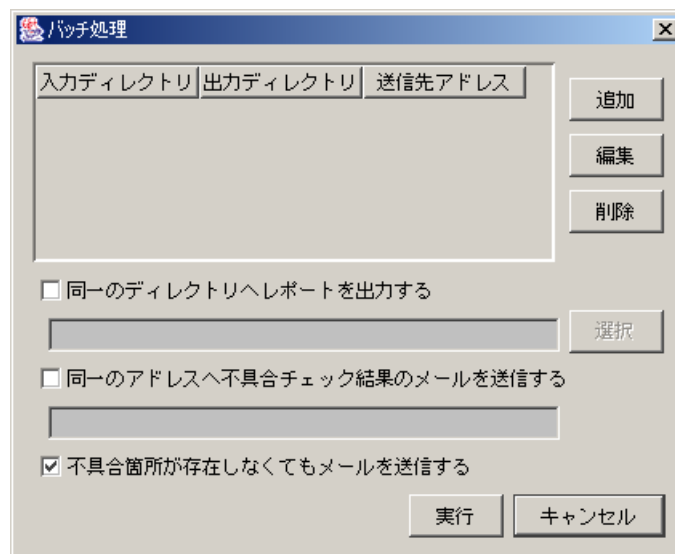 バッチ処理
入力ディレクトリ 出力ディレクトリ 送信先アドレス
追加
編集
削除
同一のディレクトリへレポートを出力する
選択
同一のアドレスへ不具合チェック結果のメールを送信する
不具合箇所が存在しなくてもメールを送信する
実行 キャンセル